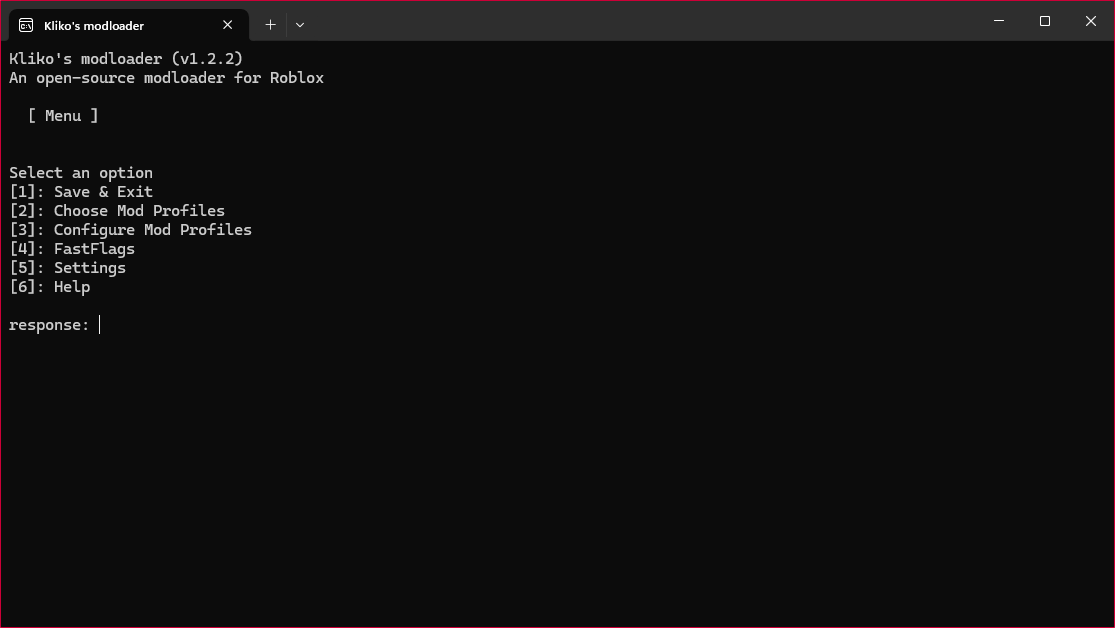 Kliko's modloader
Kliko's modloader (v1.2.2)
An open-source modloader for Roblox
[ Menu ]
Select an option
[1]: Save & Exit
[2]: Choose Mod Profiles
[3]: Configure Mod Profiles
[4]: FastFlags
[5]: Settings
[6]: Help
response: